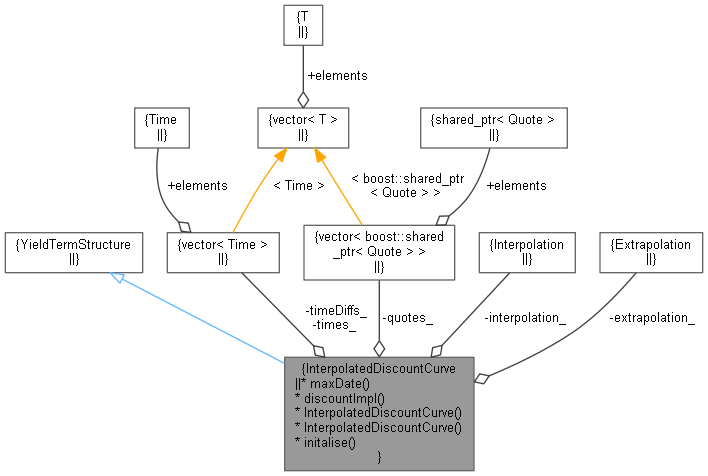 {T
||}
+elements
{Time
||}
{vector< T >
||}
{shared_ptr< Quote >
||}
+elements
< Time >
< boost::shared_ptr
< Quote > >
+elements
{YieldTermStructure
||}
{vector< Time >
||}
{vector< boost::shared
_ptr< Quote > >
||}
{Interpolation
||}
{Extrapolation
||}
-timeDiffs_
-times_
-quotes_
-interpolation_
-extrapolation_
{InterpolatedDiscountCurve
||* maxDate()
* discountImpl()
* InterpolatedDiscountCurve()
* InterpolatedDiscountCurve()
* initalise()
}